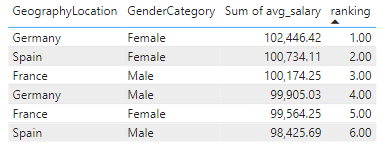 GeographyLocation GenderCategory Sum of avg_salary ranking
Germany Female 102,446.42 1.00
Spain Female 100,734.11 2.00
France Male 100,174.25 3.00
Germany Male 99,905.03 4.00
France Female 99,564.25 5.00
Spain Male 98,425.69 6.00